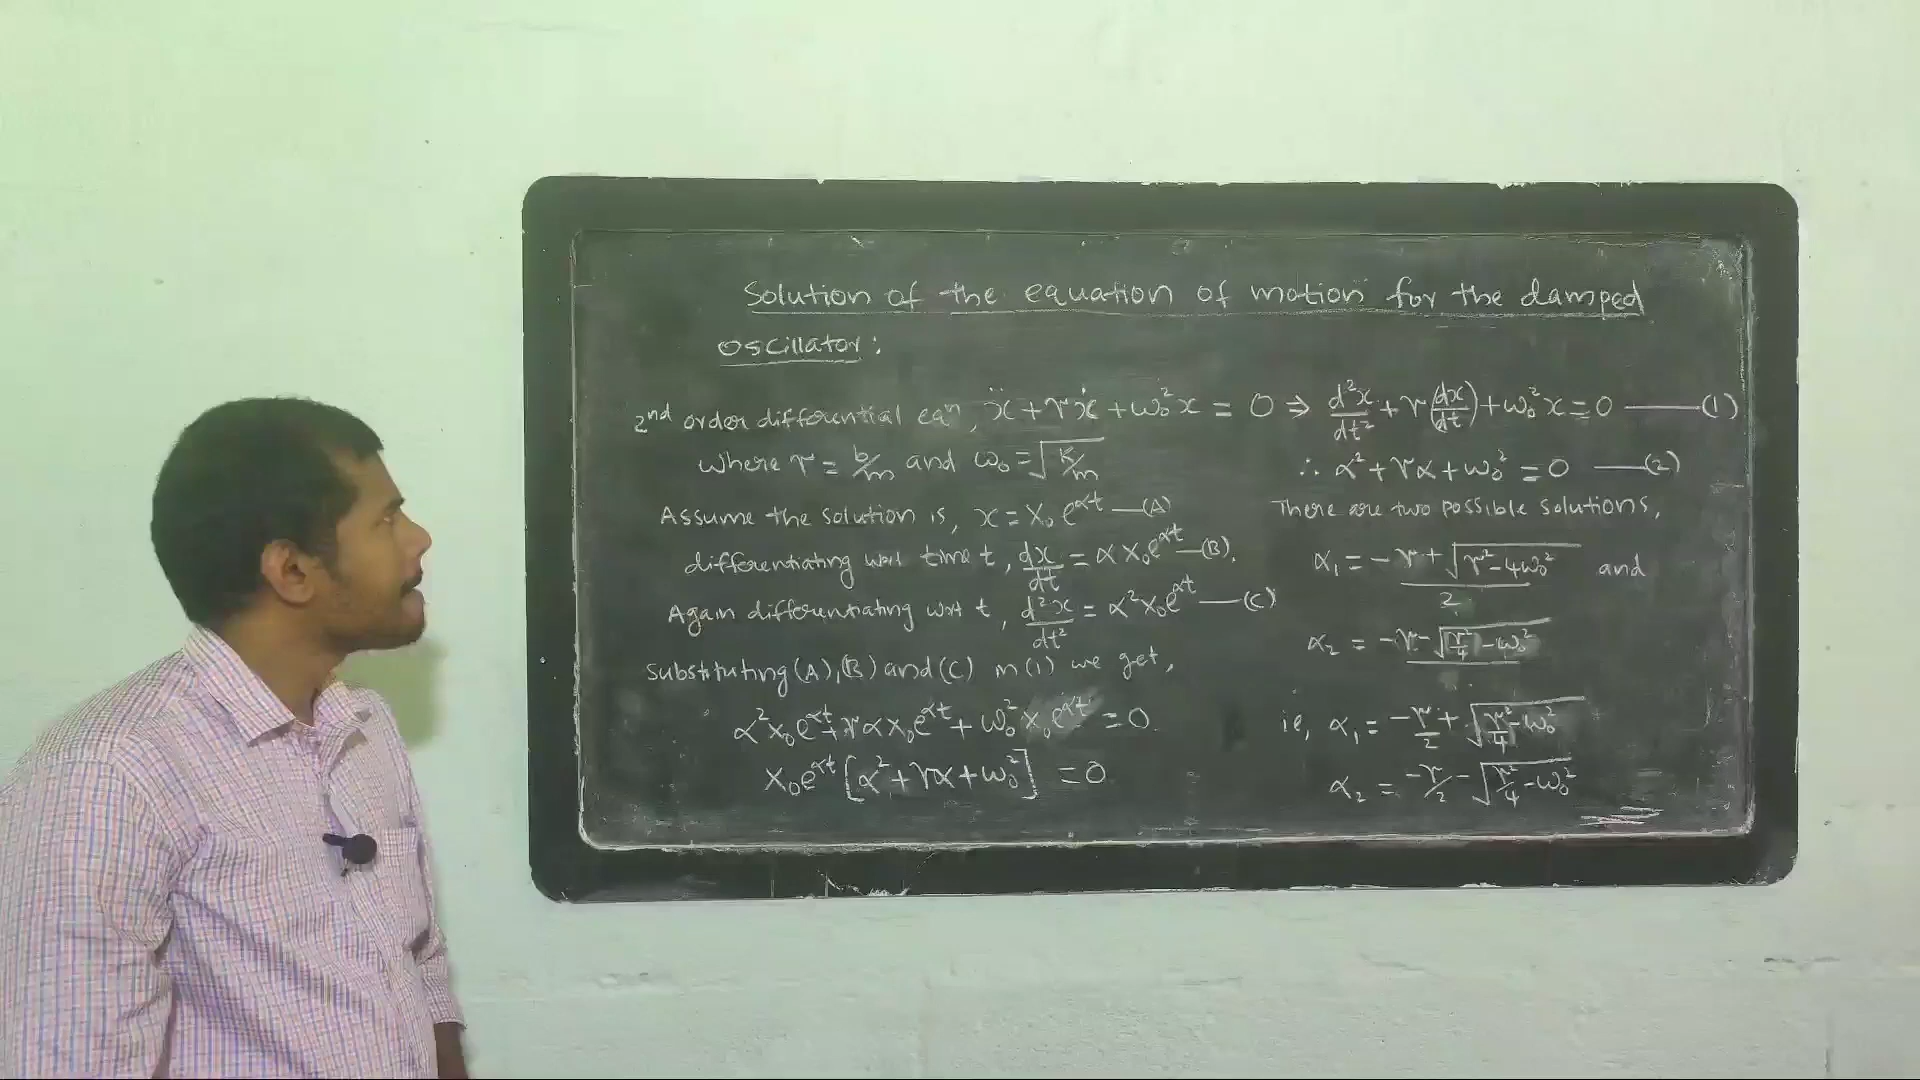 Solution of the equation of motion for the damped
oscillator:
2nd order differential eqn, ẍ + γẋ + ω₀²x = 0 ⇒ d²x/dt² + γ(dx/dt) + ω₀²x = 0 ——(1)
where γ = b/m and ω₀ = √(k/m)
Assume the solution is, x = x₀e^αt —(A)
differentiating wrt time t, dx/dt = αx₀e^αt —(B).
Again differentiating wrt t, d²x/dt² = α²x₀e^αt —(C)
Substituting (A), (B) and (C) in (1) we get,
α²x₀e^αt + γαx₀e^αt + ω₀²x₀e^αt = 0.
x₀e^αt [α² + γα + ω₀²] = 0
∴ α² + γα + ω₀² = 0 ——(2)
There are two possible solutions,
α₁ = -γ + √(γ² - 4ω₀²) / 2 and
α₂ = -γ - √(γ²/4 - ω₀²)
ie, α₁ = -γ/2 + √(γ²/4 - ω₀²)
α₂ = -γ/2 - √(γ²/4 - ω₀²)